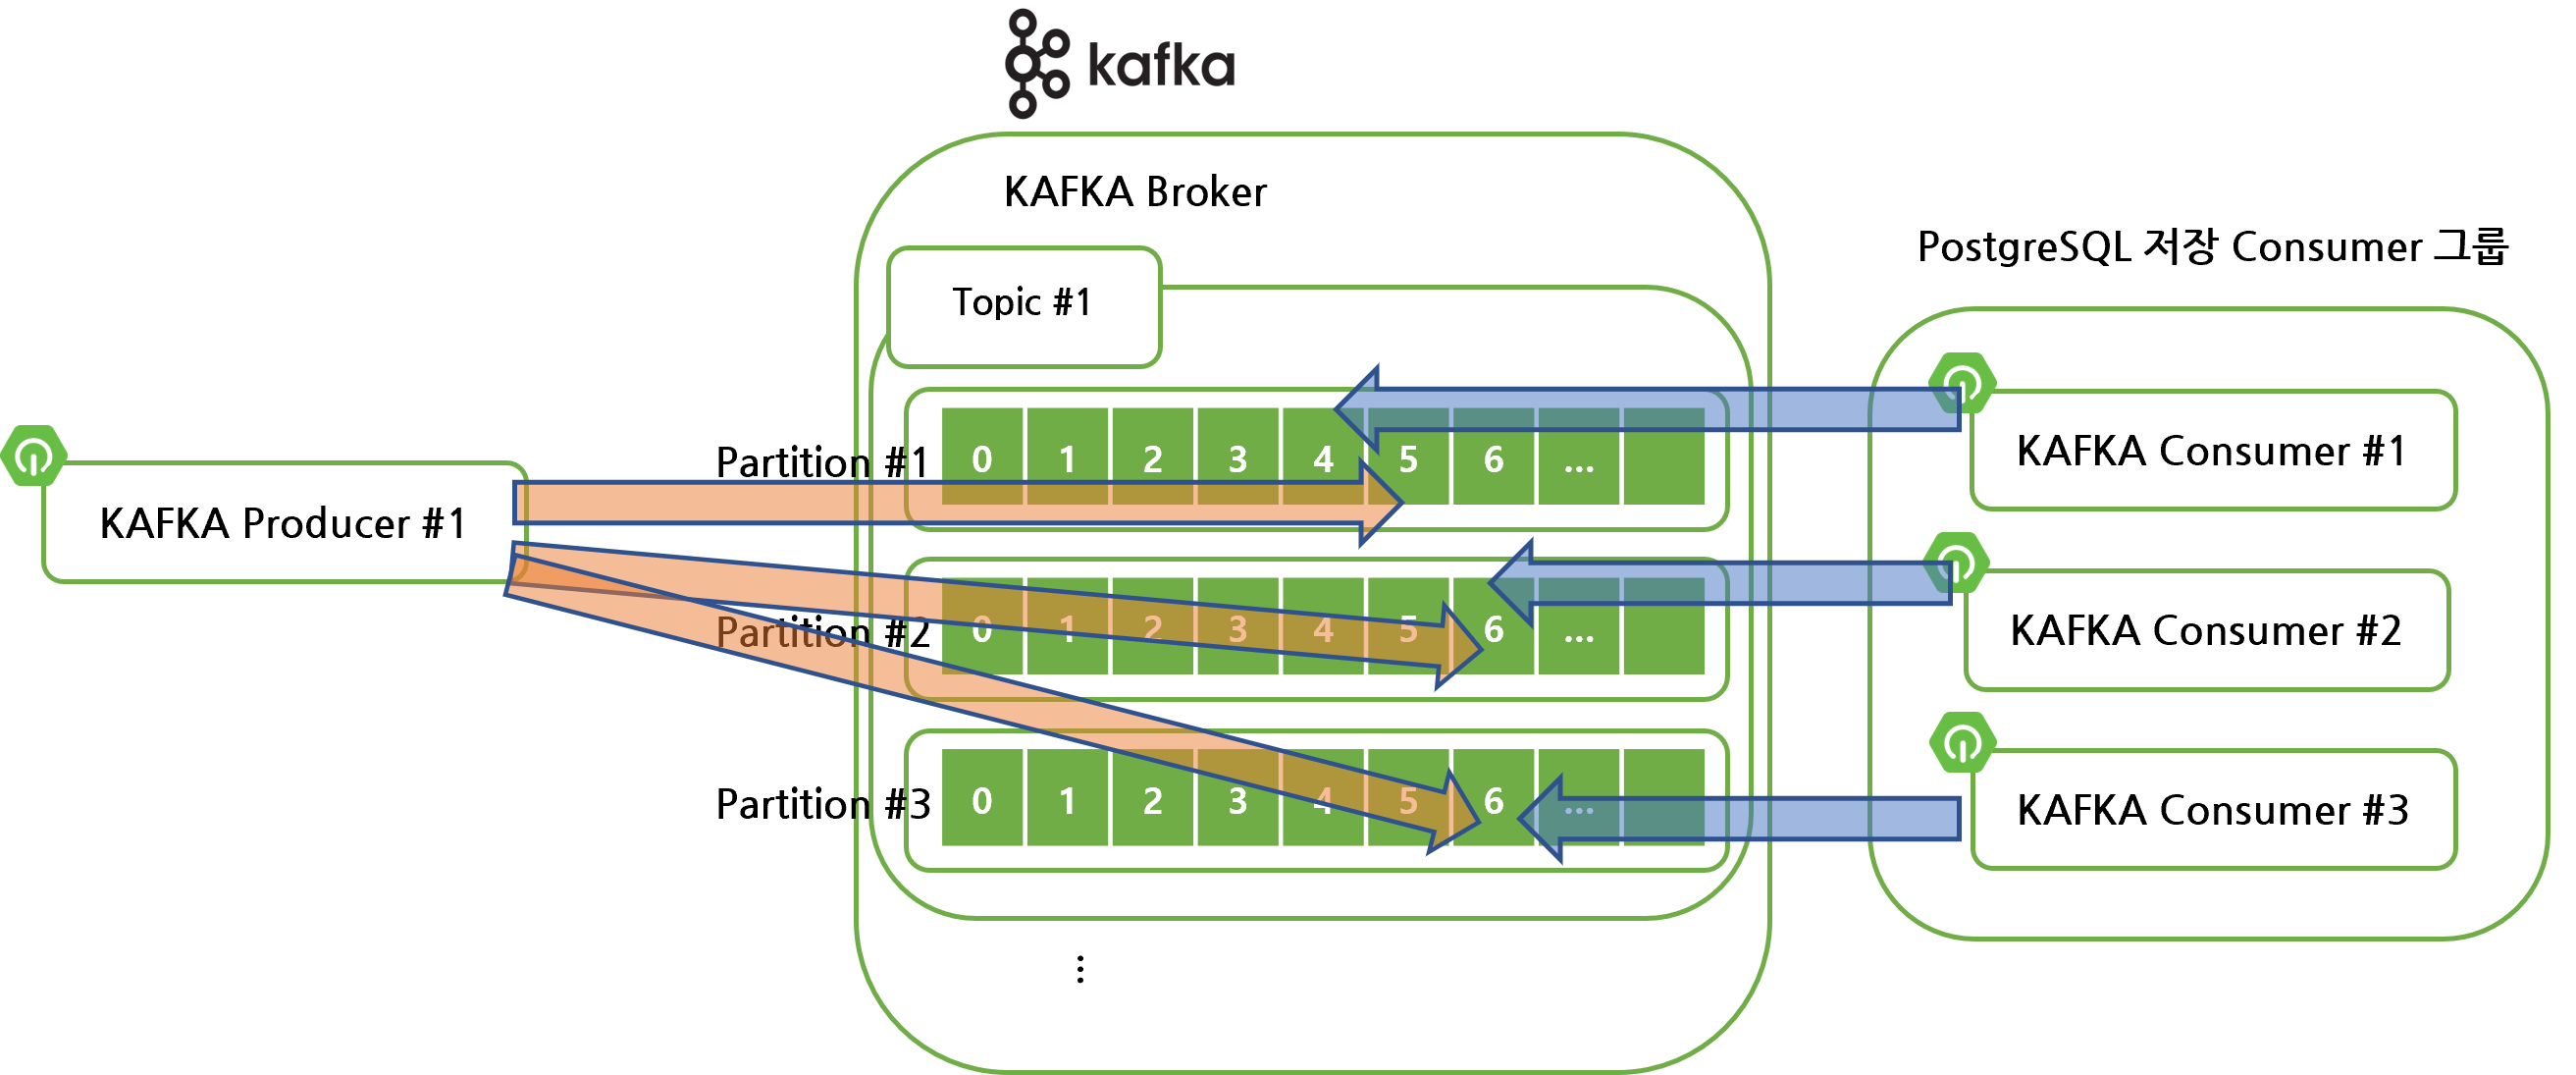 kafka
KAFKA Broker
PostgreSQL 저장 Consumer 그룹
Topic #1
KAFKA Producer #1
Partition #1
0 1 2 3 4 5 6 ...
Partition #2
0 1 2 3 4 5 6 ...
Partition #3
0 1 2 3 4 5 6 ...
⋮
KAFKA Consumer #1
KAFKA Consumer #2
KAFKA Consumer #3